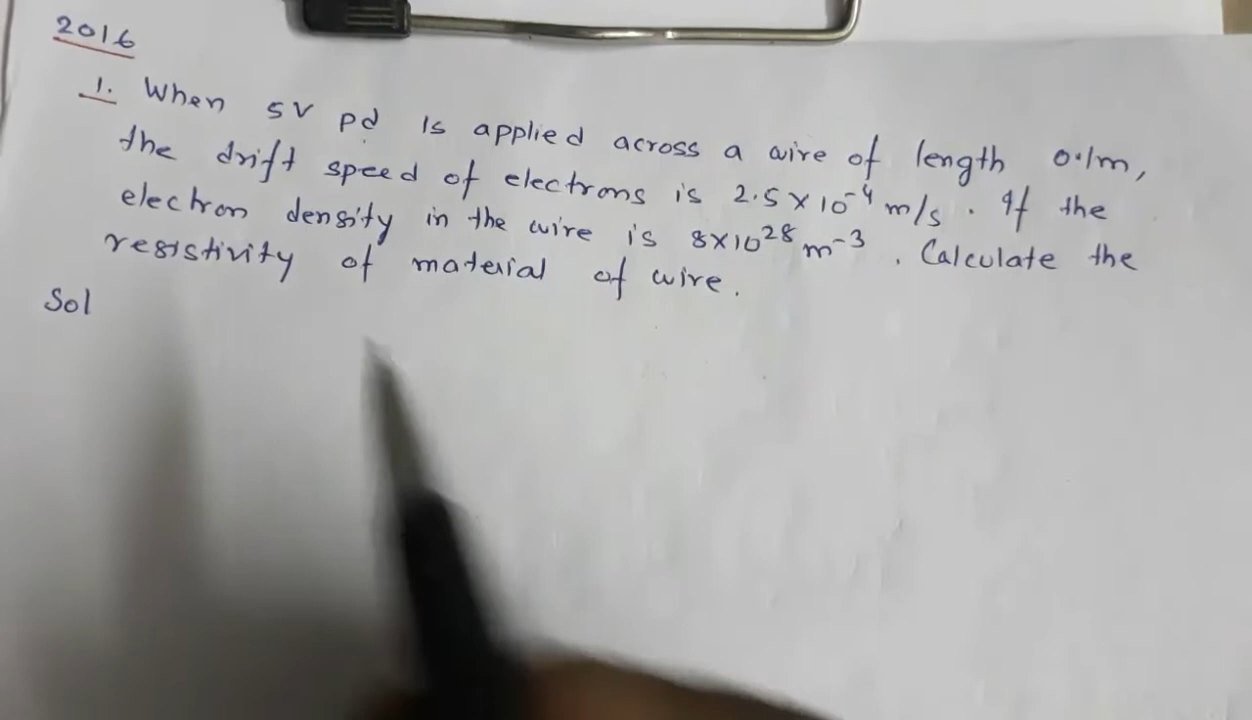 2016
1. When 5V pd is applied across a wire of length 0.1m,
the drift speed of electrons is 2.5×10⁻⁴ m/s. If the
electron density in the wire is 8×10²⁸ m⁻³. Calculate the
resistivity of material of wire.
Sol